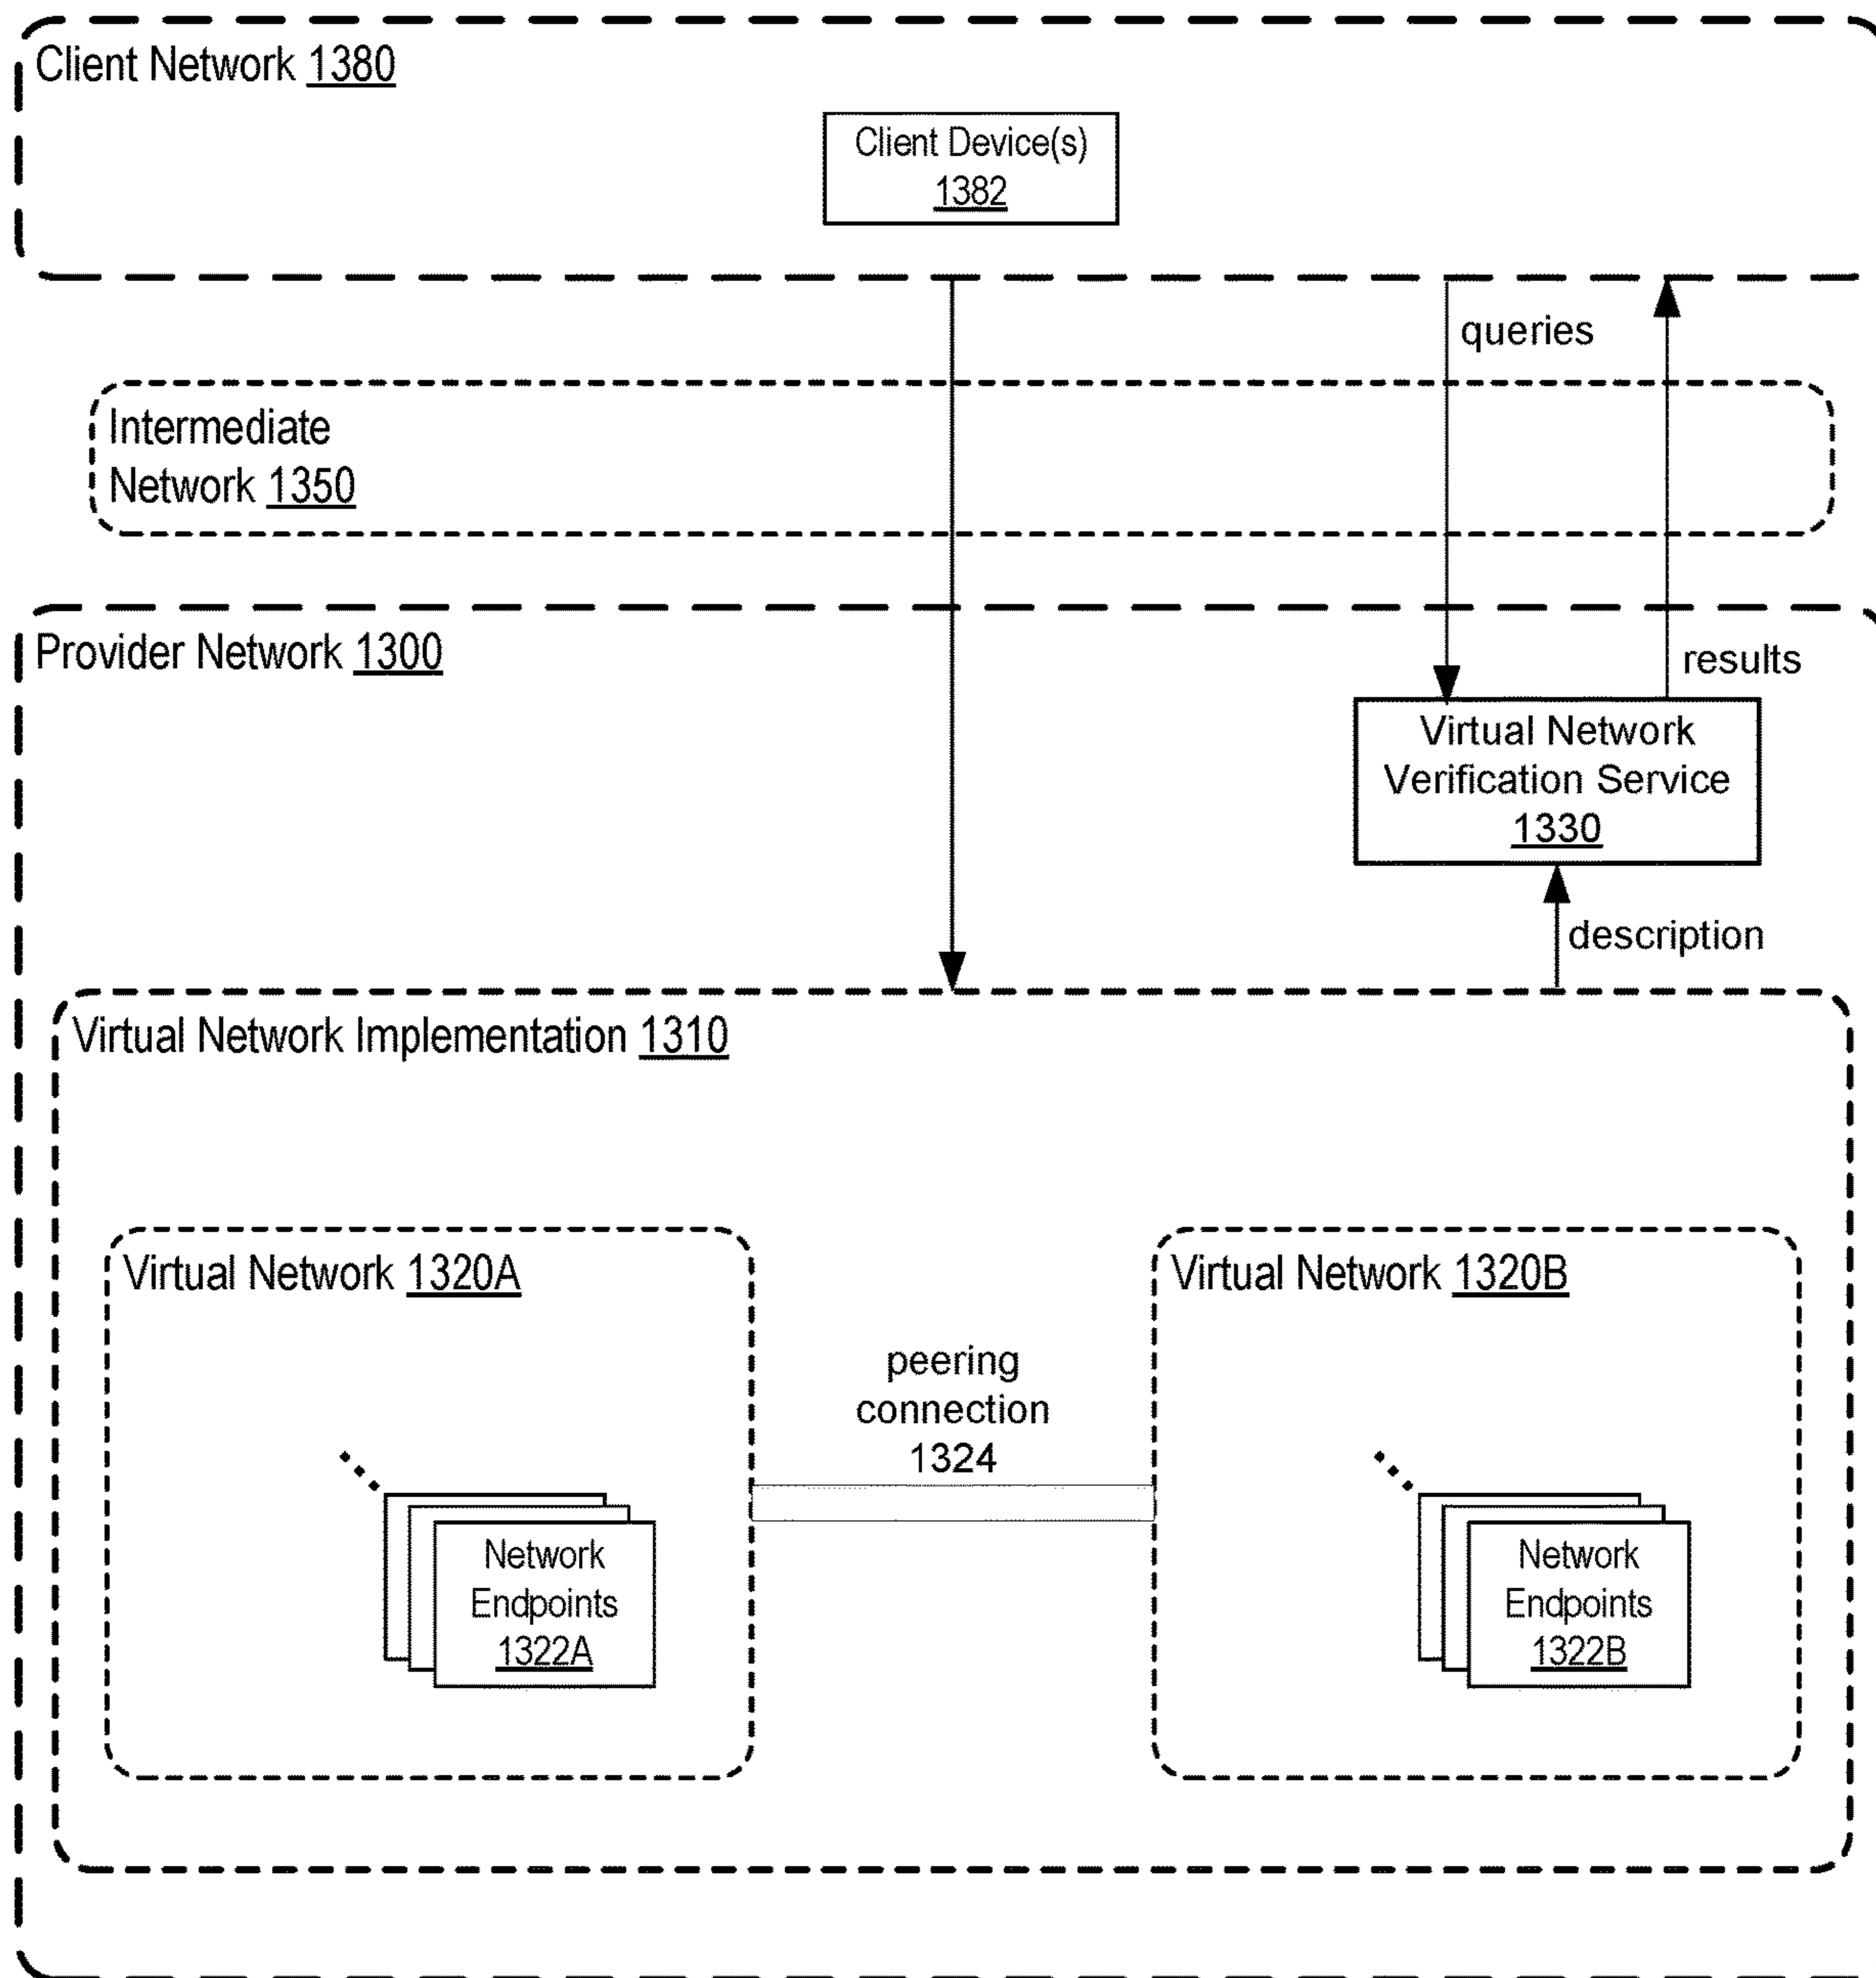 Client Network 1380
Client Device(s)
1382
queries
Intermediate
Network 1350
Provider Network 1300
results
Virtual Network
Verification Service
1330
description
Virtual Network Implementation 1310
Virtual Network 1320A
Virtual Network 1320B
peering
connection
1324
Network
Endpoints
1322A
Network
Endpoints
1322B